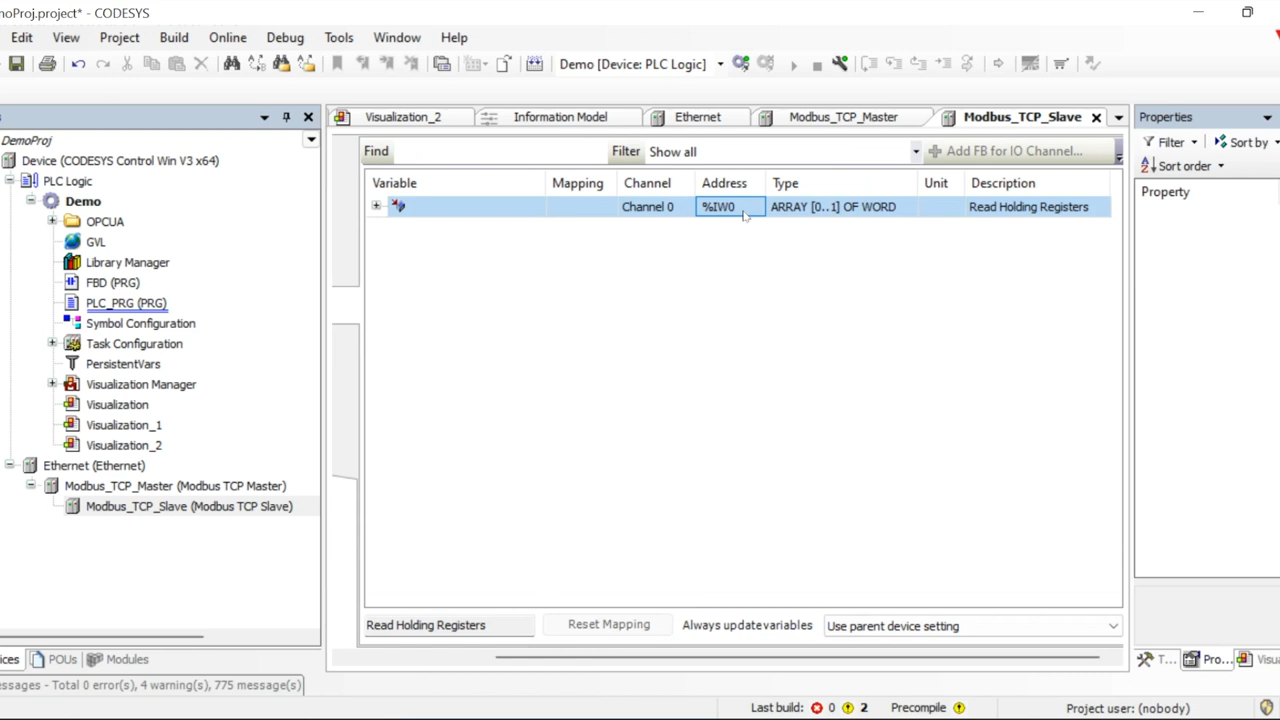 noProj.project* - CODESYS
Edit View Project Build Online Debug Tools Window Help
Demo [Device: PLC Logic]
Visualization_2 Information Model Ethernet Modbus_TCP_Master Modbus_TCP_Slave Properties
DemoProj
Find Filter Show all Add FB for IO Channel... Filter Sort by
Device (CODESYS Control Win V3 x64)
Sort order
PLC Logic
Variable Mapping Channel Address Type Unit Description
Property
Demo
Channel 0 %IW0 ARRAY [0..1] OF WORD Read Holding Registers
OPCUA
GVL
Library Manager
FBD (PRG)
PLC_PRG (PRG)
Symbol Configuration
Task Configuration
PersistentVars
Visualization Manager
Visualization
Visualization_1
Visualization_2
Ethernet (Ethernet)
Modbus_TCP_Master (Modbus TCP Master)
Modbus_TCP_Slave (Modbus TCP Slave)
Read Holding Registers Reset Mapping Always update variables Use parent device setting
ices POUs Modules T... Pro... Visua
essages - Total 0 error(s), 4 warning(s), 775 message(s)
Last build: 0 2 Precompile Project user: (nobody)